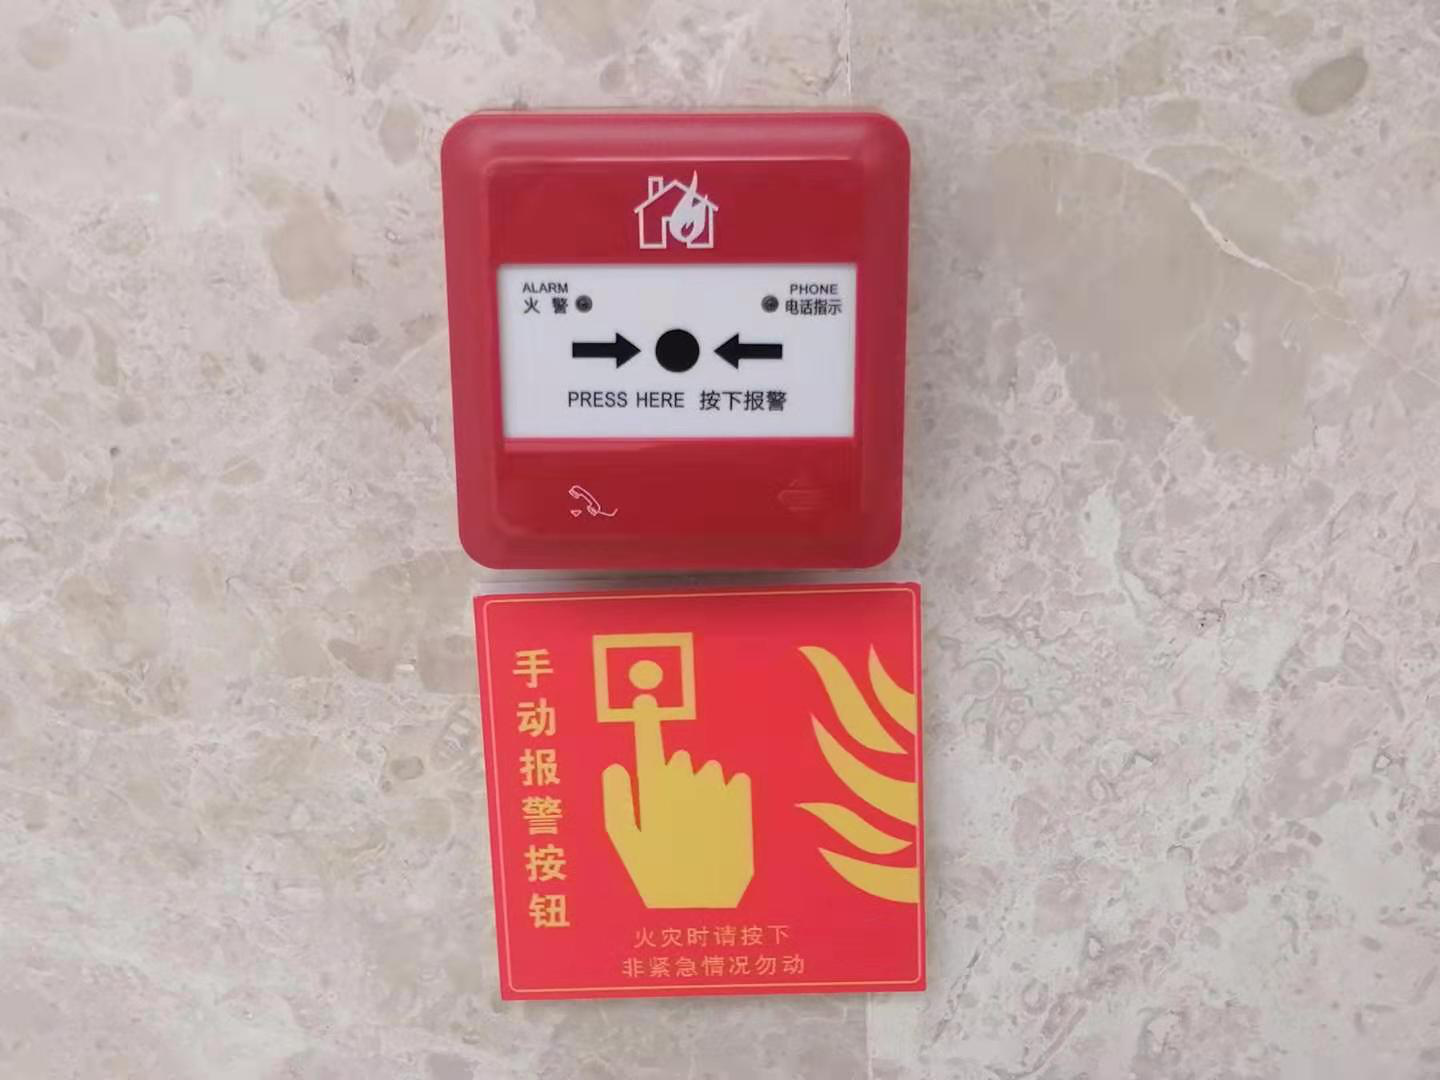 ALARM
火 警
PHONE
电话指示
PRESS HERE 按下报警
手动报警按钮
火灾时请按下
非紧急情况勿动